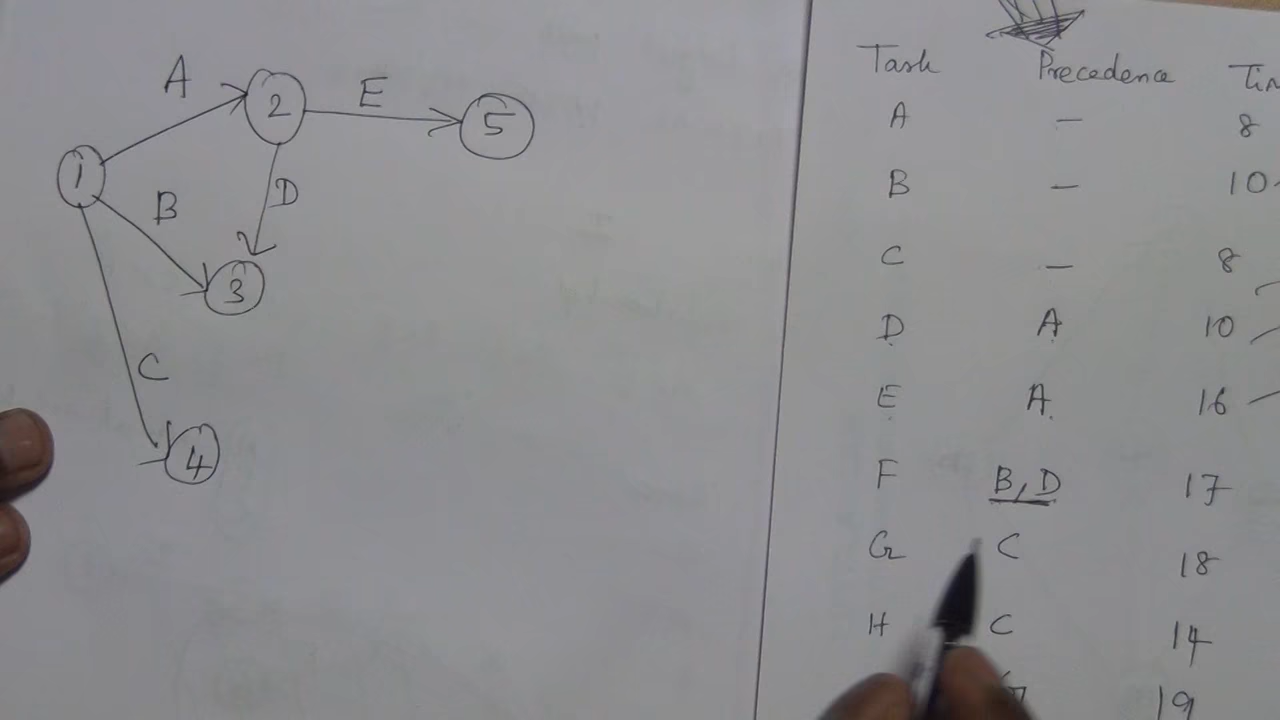 A
E
2
5
1
B
D
3
C
4
Task Precedence
A — 8
B — 10
C — 8
D A 10
E A 16
F B, D 17
G C 18
H C 14
19